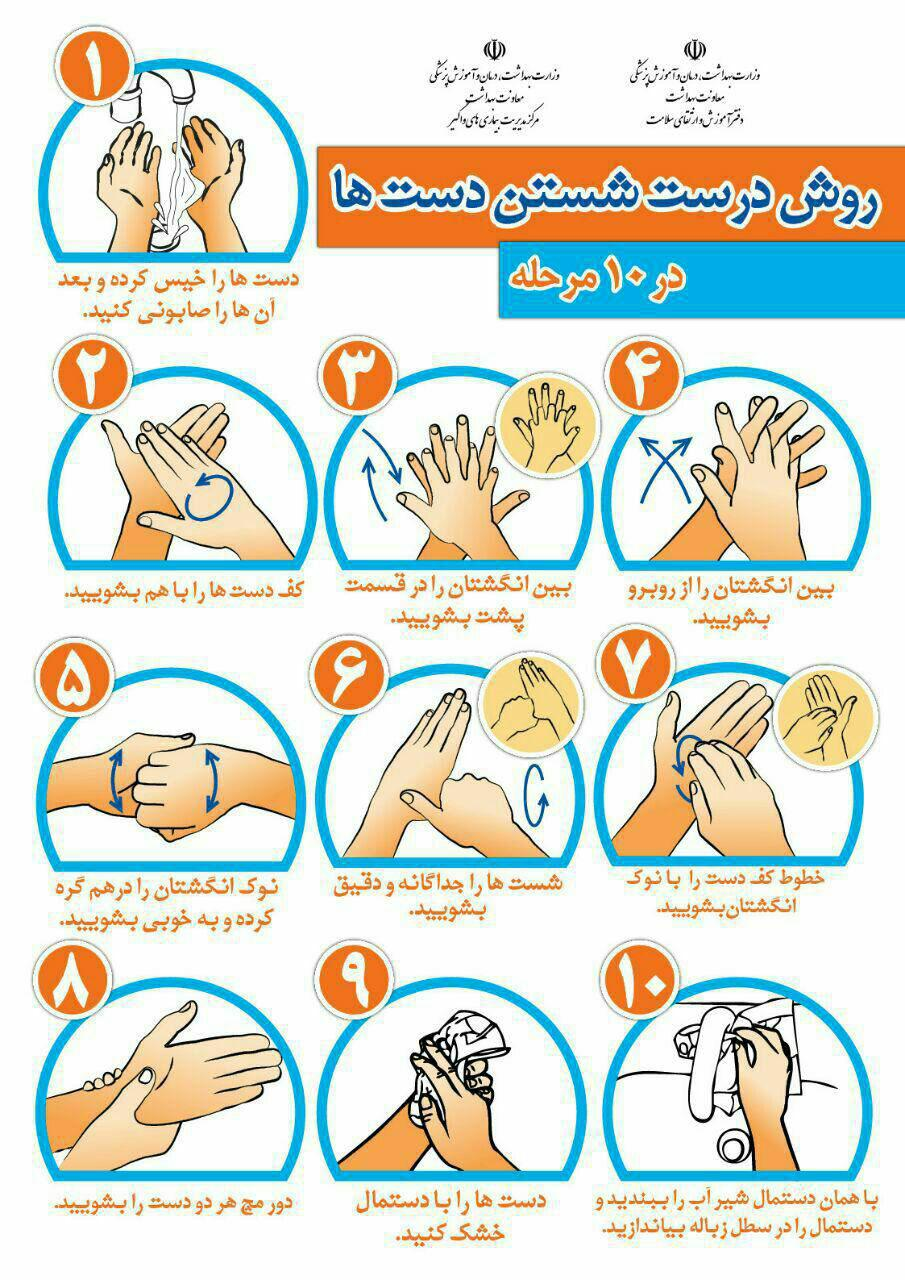 وزارت بهداشت، درمان و آموزش پزشکی
معاونت بهداشت
دفتر آموزش و ارتقای سلامت
وزارت بهداشت، درمان و آموزش پزشکی
معاونت بهداشت
مرکز مدیریت بیماری های واگیر
روش درست شستن دست ها
در ۱۰ مرحله
۱
دست ها را خیس کرده و بعد
آن ها را صابونی کنید.
۲
کف دست ها را با هم بشویید.
۳
بین انگشتان را در قسمت
پشت بشویید.
۴
بین انگشتان را از روبرو
بشویید.
۵
نوک انگشتان را درهم گره
کرده و به خوبی بشویید.
۶
شست ها را جداگانه و دقیق
بشویید.
۷
خطوط کف دست را با نوک
انگشتان بشویید.
۸
دور مچ هر دو دست را بشویید.
۹
دست ها را با دستمال
خشک کنید.
۱۰
با همان دستمال شیر آب را ببندید و
دستمال را در سطل زباله بیاندازید.